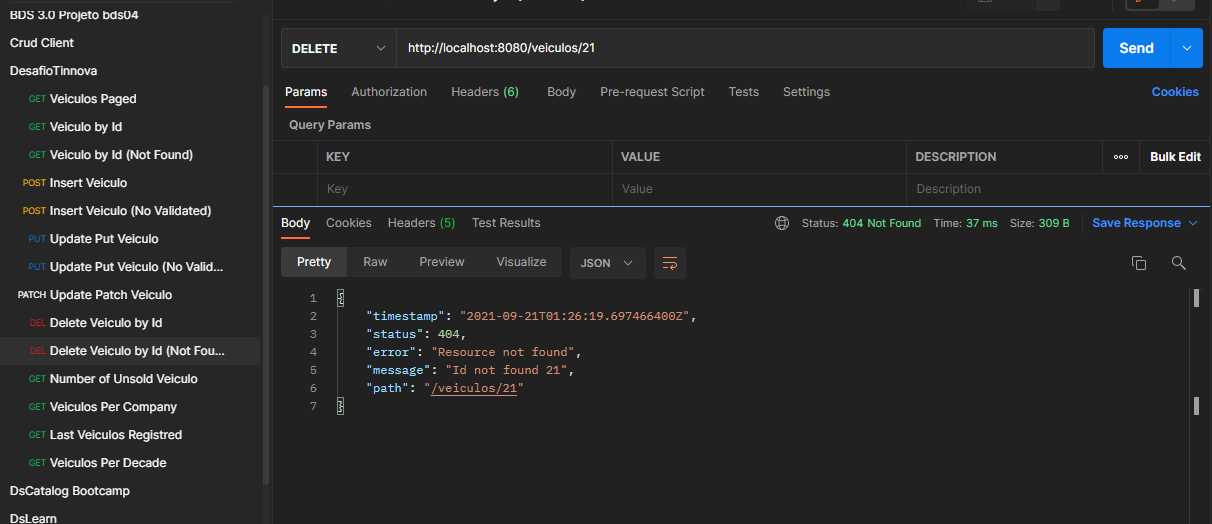 BDS 3.0 Projeto bds04
Crud Client
DesafioTinnova
GET Veiculos Paged
GET Veiculo by Id
GET Veiculo by Id (Not Found)
POST Insert Veiculo
POST Insert Veiculo (No Validated)
PUT Update Put Veiculo
PUT Update Put Veiculo (No Valid...
PATCH Update Patch Veiculo
DEL Delete Veiculo by Id
DEL Delete Veiculo by Id (Not Fou...
GET Number of Unsold Veiculo
GET Veiculos Per Company
GET Last Veiculos Registred
GET Veiculos Per Decade
DsCatalog Bootcamp
DsLearn
DELETE http://localhost:8080/veiculos/21 Send
Params Authorization Headers (6) Body Pre-request Script Tests Settings Cookies
Query Params
KEY VALUE DESCRIPTION ooo Bulk Edit
Key Value Description
Body Cookies Headers (5) Test Results Status: 404 Not Found Time: 37 ms Size: 309 B Save Response
Pretty Raw Preview Visualize JSON
1 {
2 "timestamp": "2021-09-21T01:26:19.697466400Z",
3 "status": 404,
4 "error": "Resource not found",
5 "message": "Id not found 21",
6 "path": "/veiculos/21"
7 }